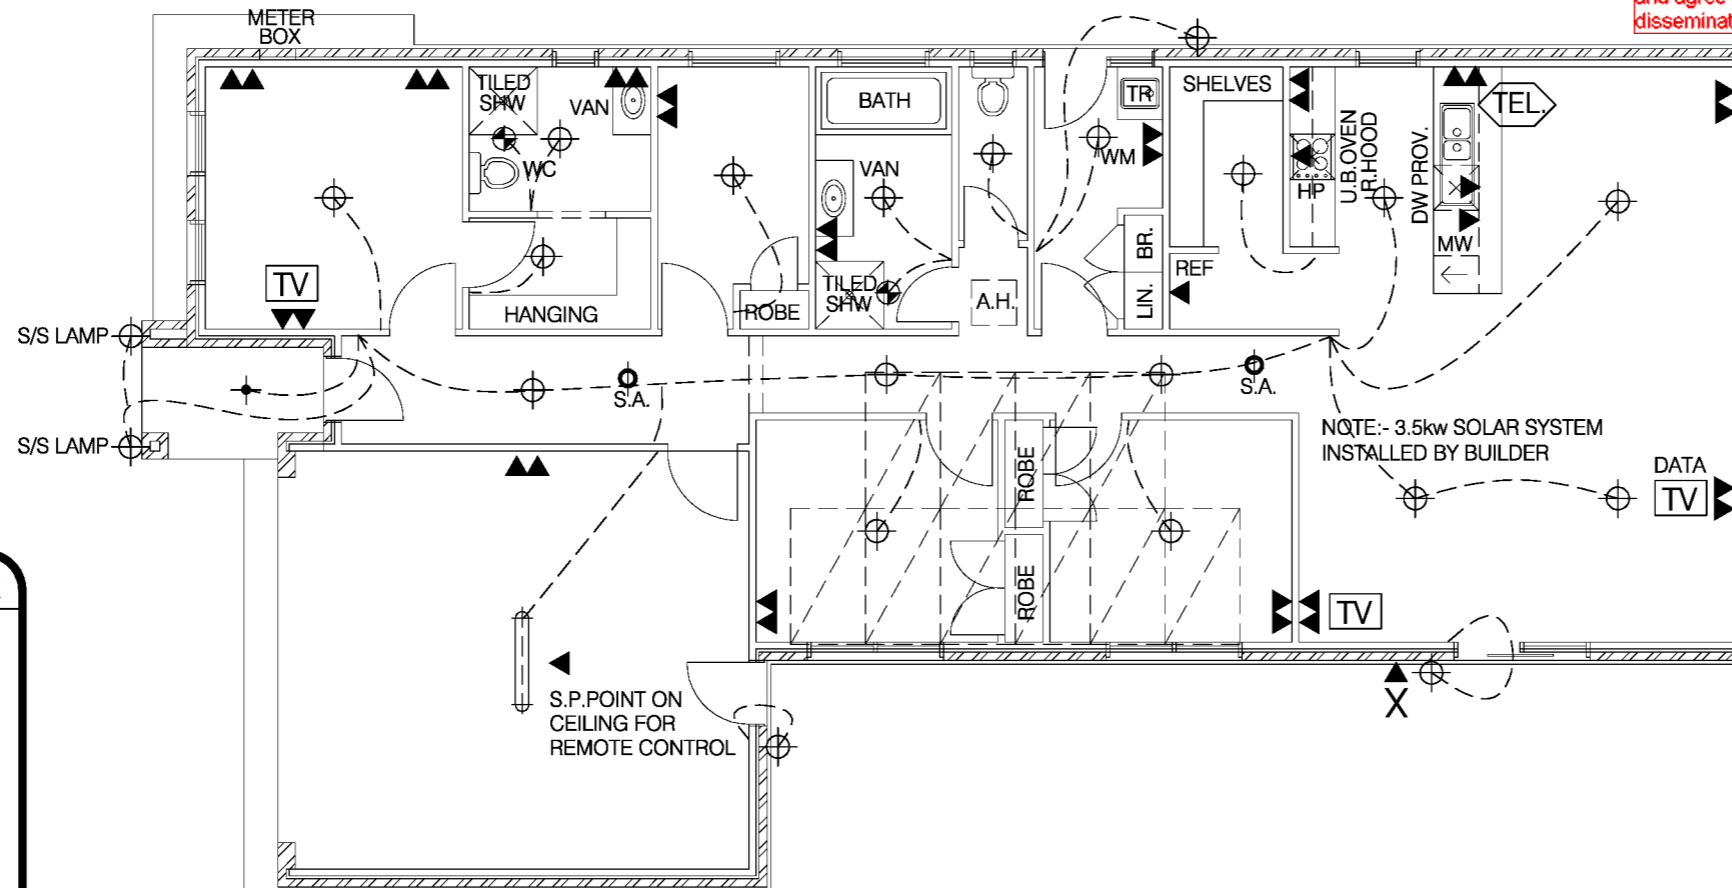 METER
BOX
and agree
disseminat
TILED
SHW
VAN
WC
HANGING
TV
ROBE
BATH
VAN
TILED
SHW
A.H.
TR
WM
BR.
LIN.
SHELVES
REF
HP
U.B.OVEN
R.HOOD
DW PROV.
MW
TEL.
S/S LAMP
S/S LAMP
S.A.
S.A.
NOTE:- 3.5kw SOLAR SYSTEM
INSTALLED BY BUILDER
DATA
TV
ROBE
ROBE
TV
X
S.P.POINT ON
CEILING FOR
REMOTE CONTROL